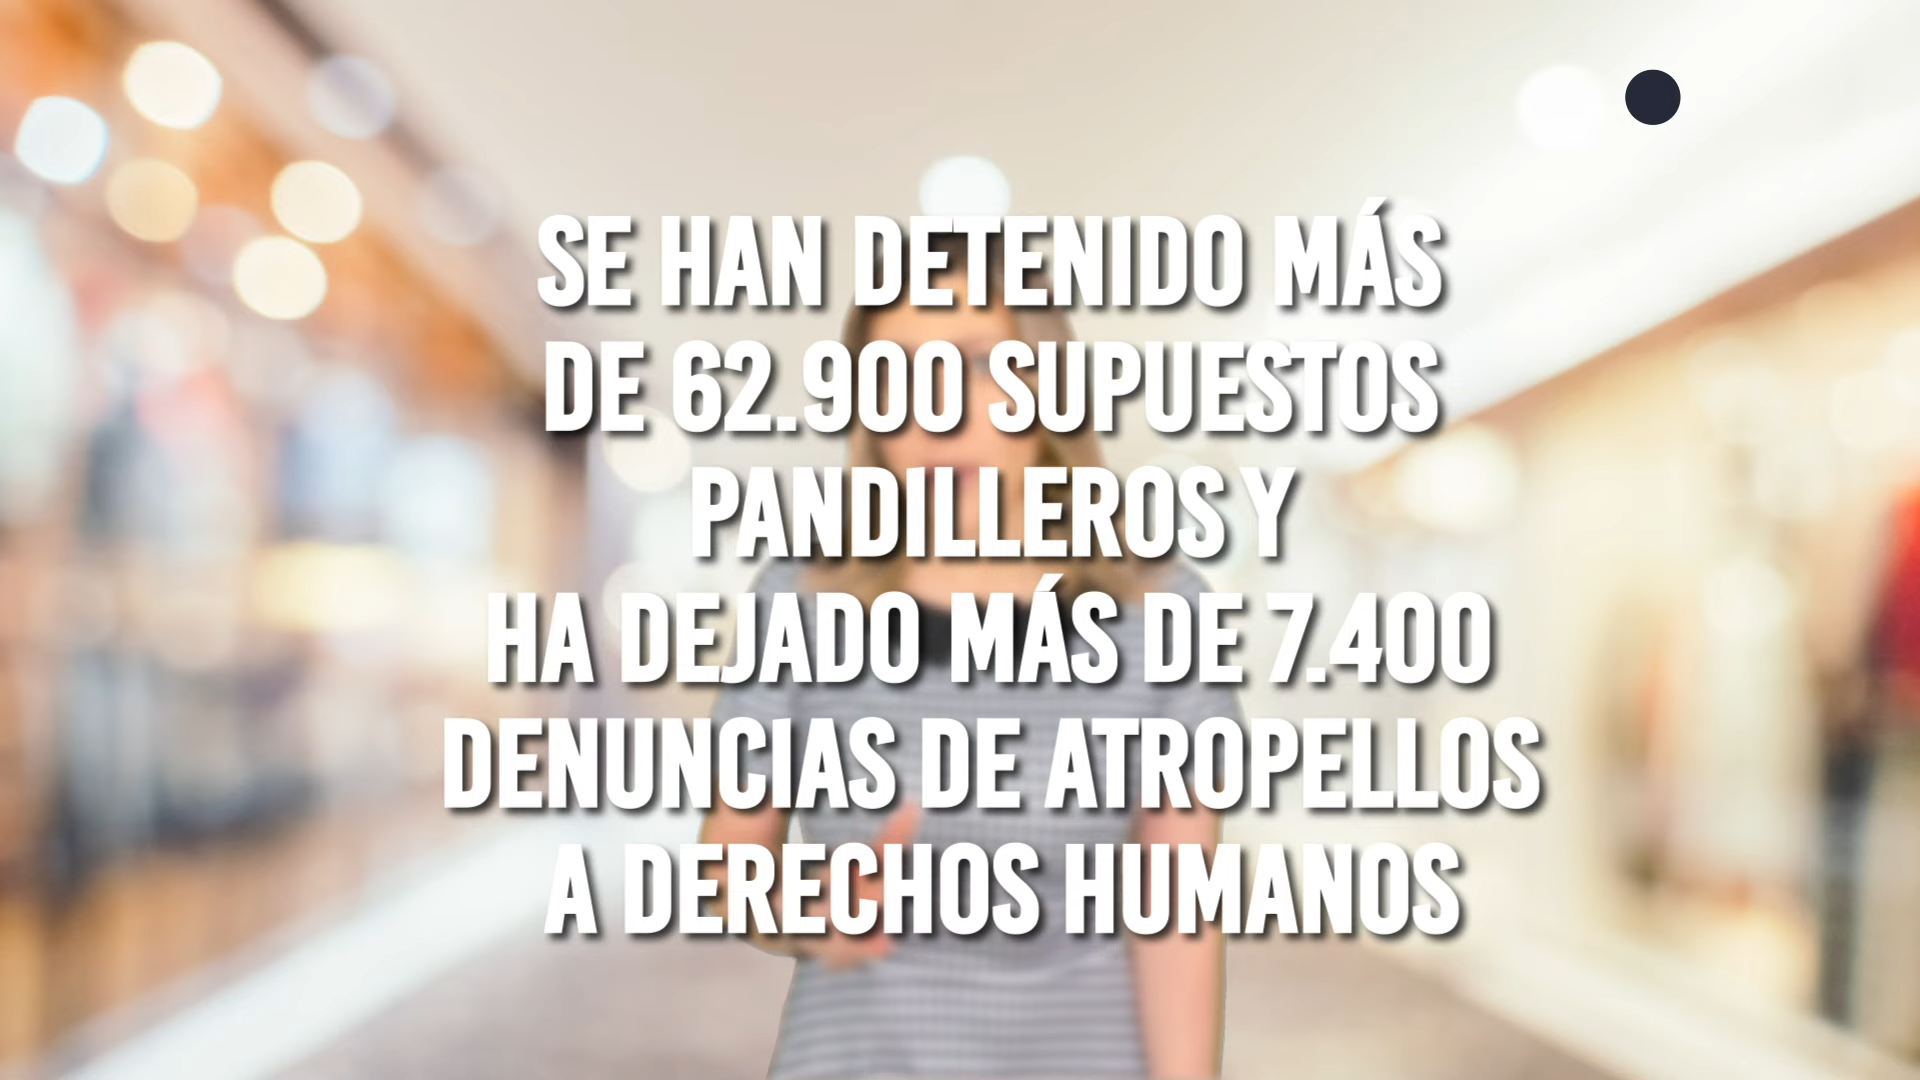 SE HAN DETENIDO MÁS
DE 62.900 SUPUESTOS
PANDILLEROS Y
HA DEJADO MÁS DE 7.400
DENUNCIAS DE ATROPELLOS
A DERECHOS HUMANOS